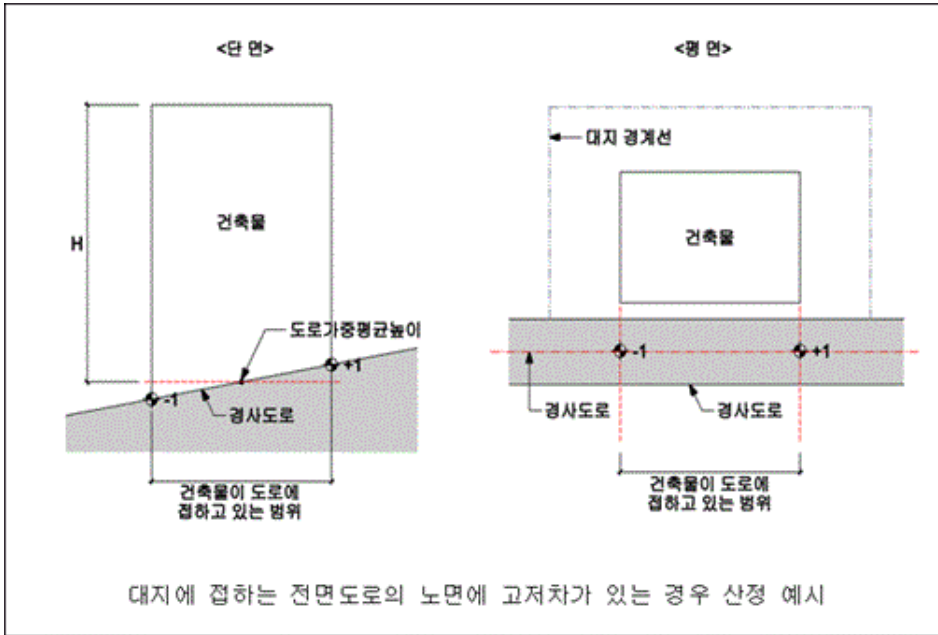 <단 면>
H
건축물
도로가중평균높이
+1
-1
경사도로
건축물이 도로에
접하고 있는 범위
<평 면>
대지 경계선
건축물
-1
+1
경사도로
경사도로
건축물이 도로에
접하고 있는 범위
대지에 접하는 전면도로의 노면에 고저차가 있는 경우 산정 예시